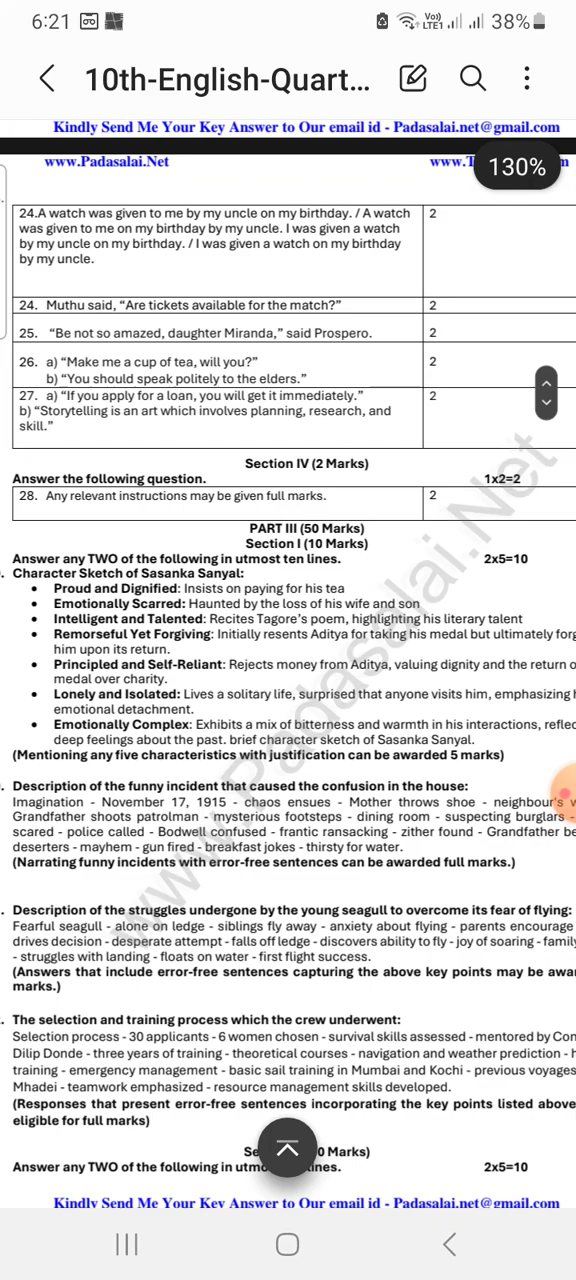 6:21 Vo)) LTE1 38%
10th-English-Quart...
Kindly Send Me Your Key Answer to Our email id - Padasalai.net@gmail.com
www.Padasalai.Net www.T
130%
24.A watch was given to me by my uncle on my birthday. / A watch 2
was given to me on my birthday by my uncle. I was given a watch
by my uncle on my birthday. / I was given a watch on my birthday
by my uncle.
24. Muthu said, “Are tickets available for the match?” 2
25. “Be not so amazed, daughter Miranda,” said Prospero. 2
26. a) “Make me a cup of tea, will you?” 2
b) “You should speak politely to the elders.”
27. a) “If you apply for a loan, you will get it immediately.” 2
b) “Storytelling is an art which involves planning, research, and
skill.”
Section IV (2 Marks)
Answer the following question. 1x2=2
28. Any relevant instructions may be given full marks. 2
PART III (50 Marks)
Section I (10 Marks)
Answer any TWO of the following in utmost ten lines. 2x5=10
. Character Sketch of Sasanka Sanyal:
• Proud and Dignified: Insists on paying for his tea
• Emotionally Scarred: Haunted by the loss of his wife and son
• Intelligent and Talented: Recites Tagore’s poem, highlighting his literary talent
• Remorseful Yet Forgiving: Initially resents Aditya for taking his medal but ultimately forg
him upon its return.
• Principled and Self-Reliant: Rejects money from Aditya, valuing dignity and the return o
medal over charity.
• Lonely and Isolated: Lives a solitary life, surprised that anyone visits him, emphasizing h
emotional detachment.
• Emotionally Complex: Exhibits a mix of bitterness and warmth in his interactions, reflec
deep feelings about the past. brief character sketch of Sasanka Sanyal.
(Mentioning any five characteristics with justification can be awarded 5 marks)
. Description of the funny incident that caused the confusion in the house:
Imagination - November 17, 1915 - chaos ensues - Mother throws shoe - neighbour's w
Grandfather shoots patrolman - mysterious footsteps - dining room - suspecting burglars -
scared - police called - Bodwell confused - frantic ransacking - zither found - Grandfather be
deserters - mayhem - gun fired - breakfast jokes - thirsty for water.
(Narrating funny incidents with error-free sentences can be awarded full marks.)
. Description of the struggles undergone by the young seagull to overcome its fear of flying:
Fearful seagull - alone on ledge - siblings fly away - anxiety about flying - parents encourage
drives decision - desperate attempt - falls off ledge - discovers ability to fly - joy of soaring - family
- struggles with landing - floats on water - first flight success.
(Answers that include error-free sentences capturing the above key points may be awar
marks.)
. The selection and training process which the crew underwent:
Selection process - 30 applicants - 6 women chosen - survival skills assessed - mentored by Con
Dilip Donde - three years of training - theoretical courses - navigation and weather prediction - h
training - emergency management - basic sail training in Mumbai and Kochi - previous voyages
Mhadei - teamwork emphasized - resource management skills developed.
(Responses that present error-free sentences incorporating the key points listed above
eligible for full marks)
Se 0 Marks)
Answer any TWO of the following in utmo ines. 2x5=10
Kindly Send Me Your Key Answer to Our email id - Padasalai.net@gmail.com
www.Padasalai.Net